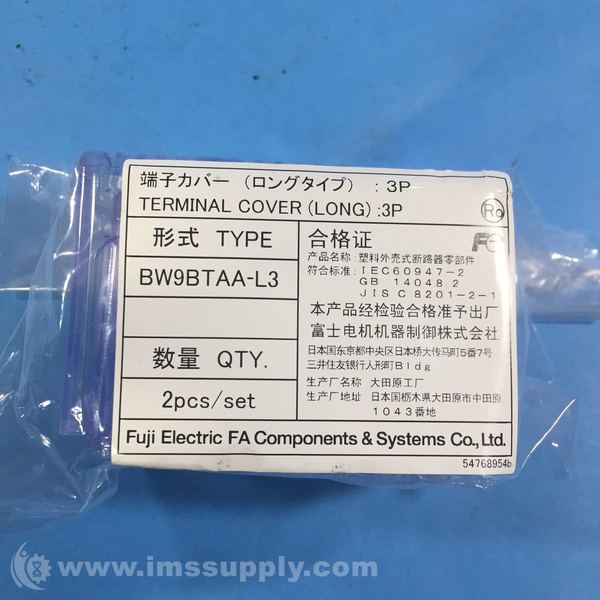 端子カバー (ロングタイプ) : 3P
TERMINAL COVER (LONG) :3P
Ro
形式 TYPE
BW9BTAA-L3
数量 QTY.
2pcs/set
合格证
Fe
产品名称: 塑料外壳式断路器零部件
符合标准: IEC60947-2
GB 14048.2
JIS C 8201-2-1
本产品经检验合格准予出厂
富士电机机器制御株式会社
日本国东京都中央区日本桥大传马町5番7号
三井住友银行人形町Bldg
生产厂名称 大田原工厂
生产厂地址 日本国栃木県大田原市中田原
1043番地
Fuji Electric FA Components & Systems Co., Ltd.
54768954b
www.imssupply.com